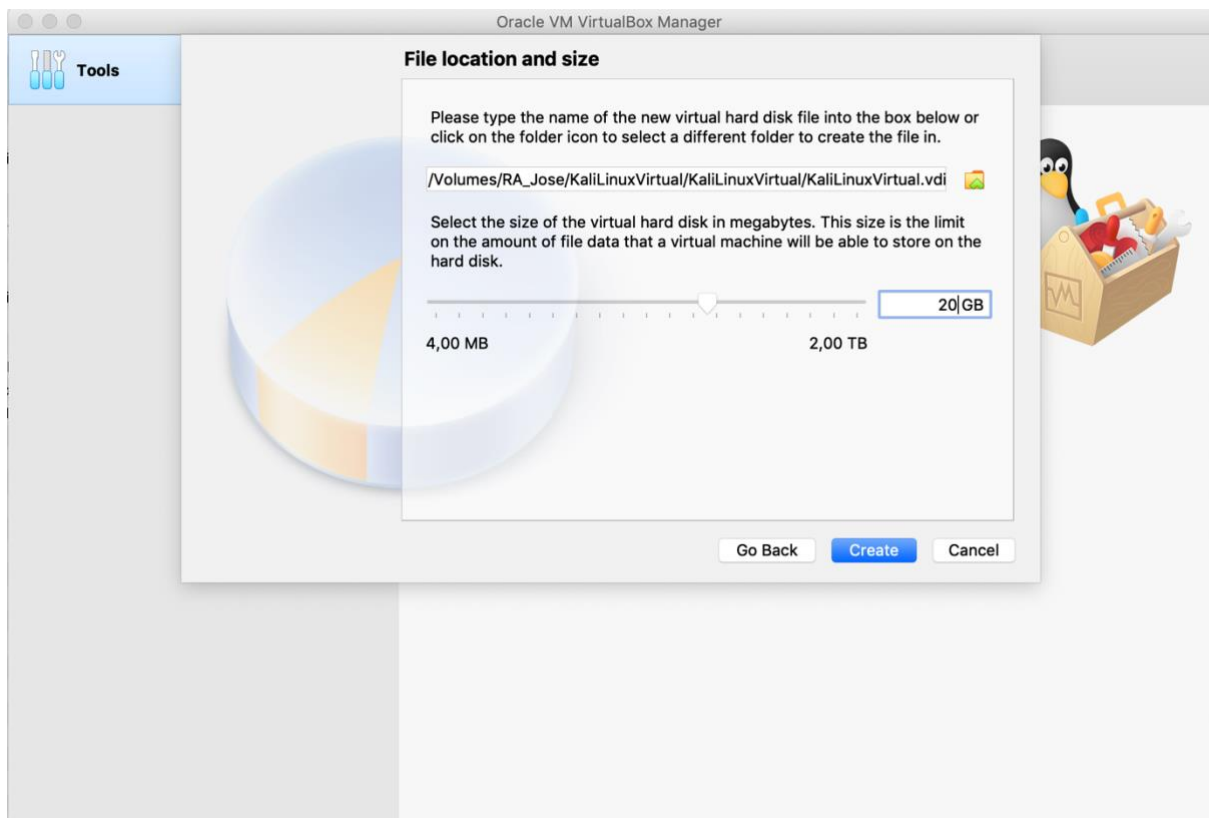 Oracle VM VirtualBox Manager
Tools
File location and size
Please type the name of the new virtual hard disk file into the box below or
click on the folder icon to select a different folder to create the file in.
/Volumes/RA_Jose/KaliLinuxVirtual/KaliLinuxVirtual/KaliLinuxVirtual.vdi
Select the size of the virtual hard disk in megabytes. This size is the limit
on the amount of file data that a virtual machine will be able to store on the
hard disk.
20 GB
4,00 MB 2,00 TB
Go Back Create Cancel